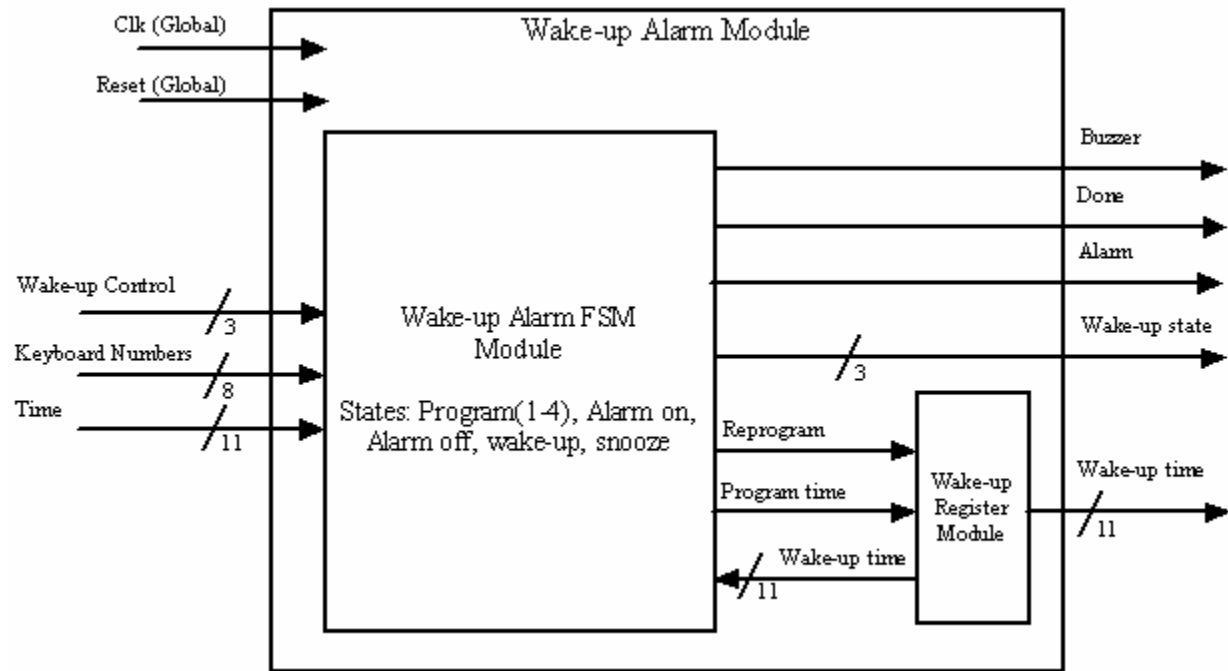 Clk (Global)
Wake-up Alarm Module
Reset (Global)
Buzzer
Done
Alarm
Wake-up Control
3
Wake-up Alarm FSM
Module
Wake-up state
3
Keyboard Numbers
8
Time
11
States: Program(1-4), Alarm on,
Alarm off, wake-up, snooze
Reprogram
Program time
Wake-up time
11
Wake-up
Register
Module
Wake-up time
11